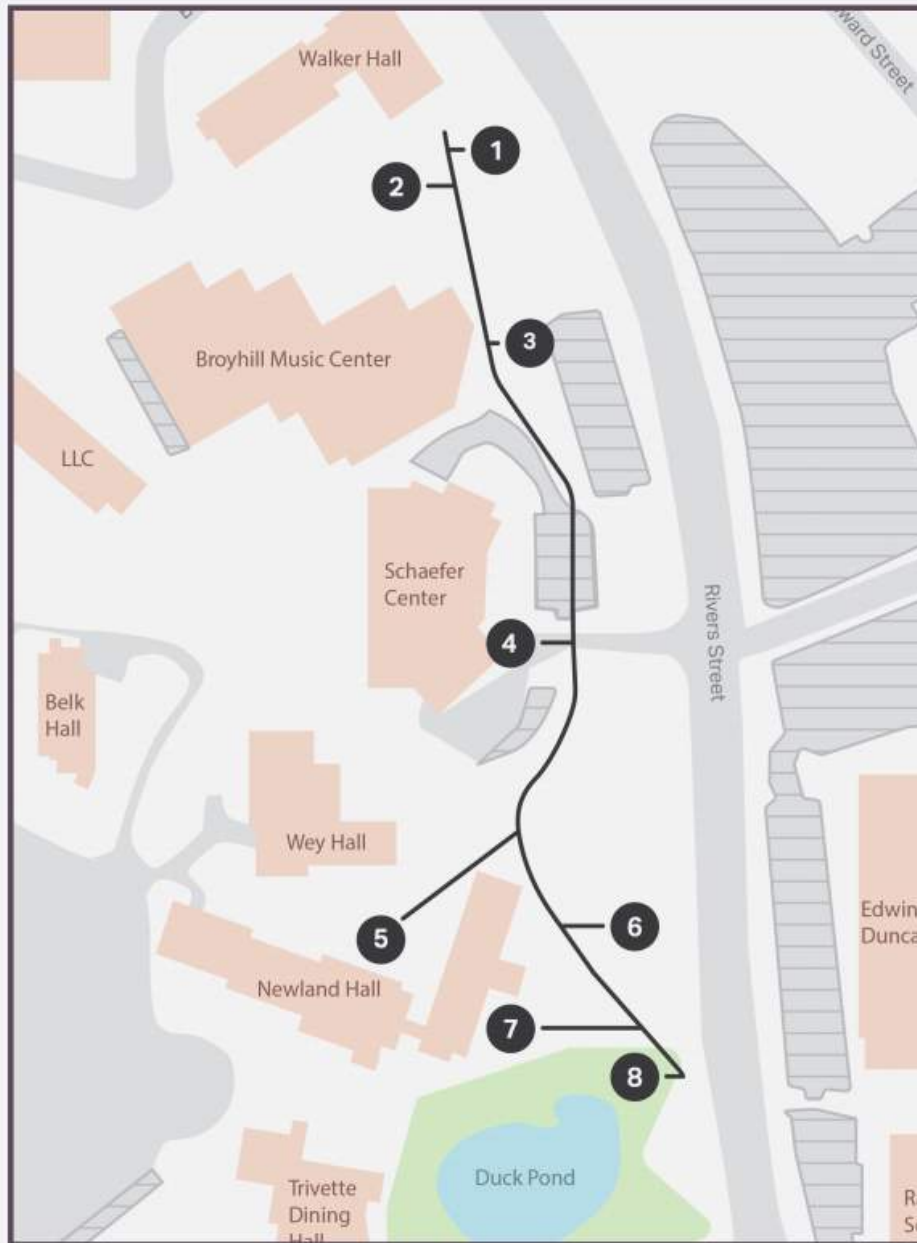 ward Street
Walker Hall
1
2
3
Broyhill Music Center
LLC
Schaefer
Center
4
Rivers Street
Belk
Hall
Wey Hall
5
6
Edwin
Dunca
Newland Hall
7
8
Duck Pond
Trivette
Dining
Hall